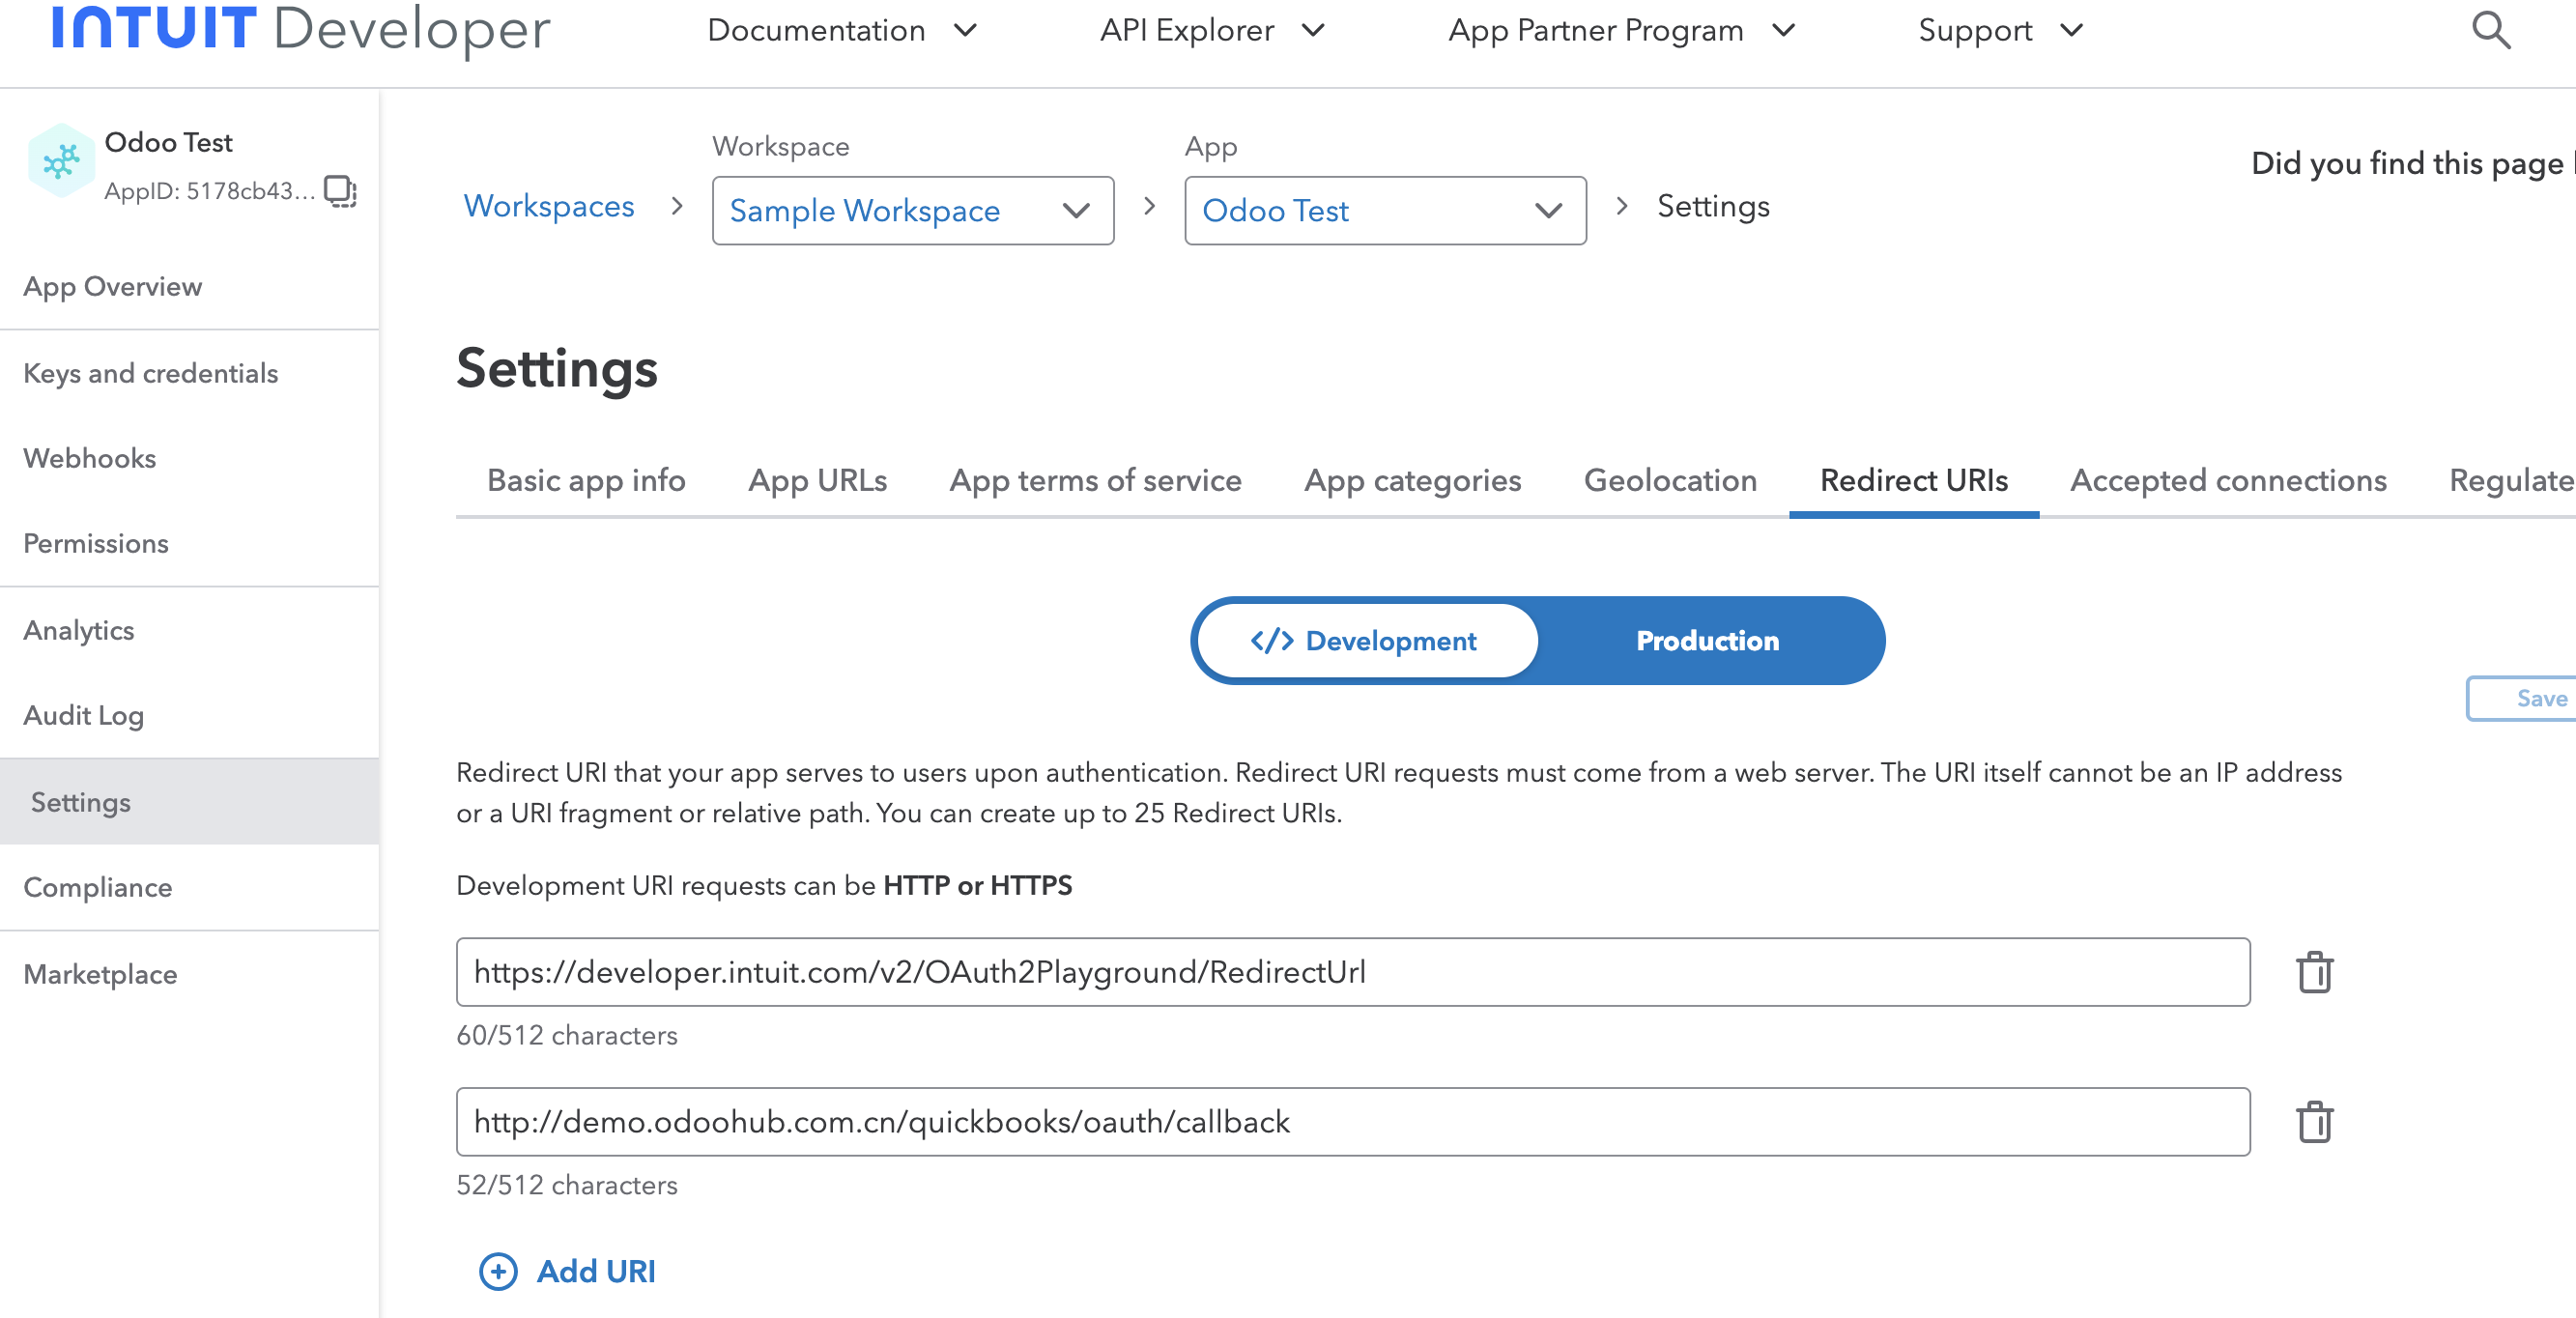 INTUIT Developer
Documentation
API Explorer
App Partner Program
Support
Odoo Test
AppID: 5178cb43...
App Overview
Keys and credentials
Webhooks
Permissions
Analytics
Audit Log
Settings
Compliance
Marketplace
Workspace
App
Did you find this page
Workspaces > Sample Workspace > Odoo Test > Settings
Settings
Basic app info
App URLs
App terms of service
App categories
Geolocation
Redirect URIs
Accepted connections
Regulate
</> Development
Production
Save
Redirect URI that your app serves to users upon authentication. Redirect URI requests must come from a web server. The URI itself cannot be an IP address
or a URI fragment or relative path. You can create up to 25 Redirect URIs.
Development URI requests can be HTTP or HTTPS
https://developer.intuit.com/v2/OAuth2Playground/RedirectUrl
60/512 characters
http://demo.odoohub.com.cn/quickbooks/oauth/callback
52/512 characters
Add URI